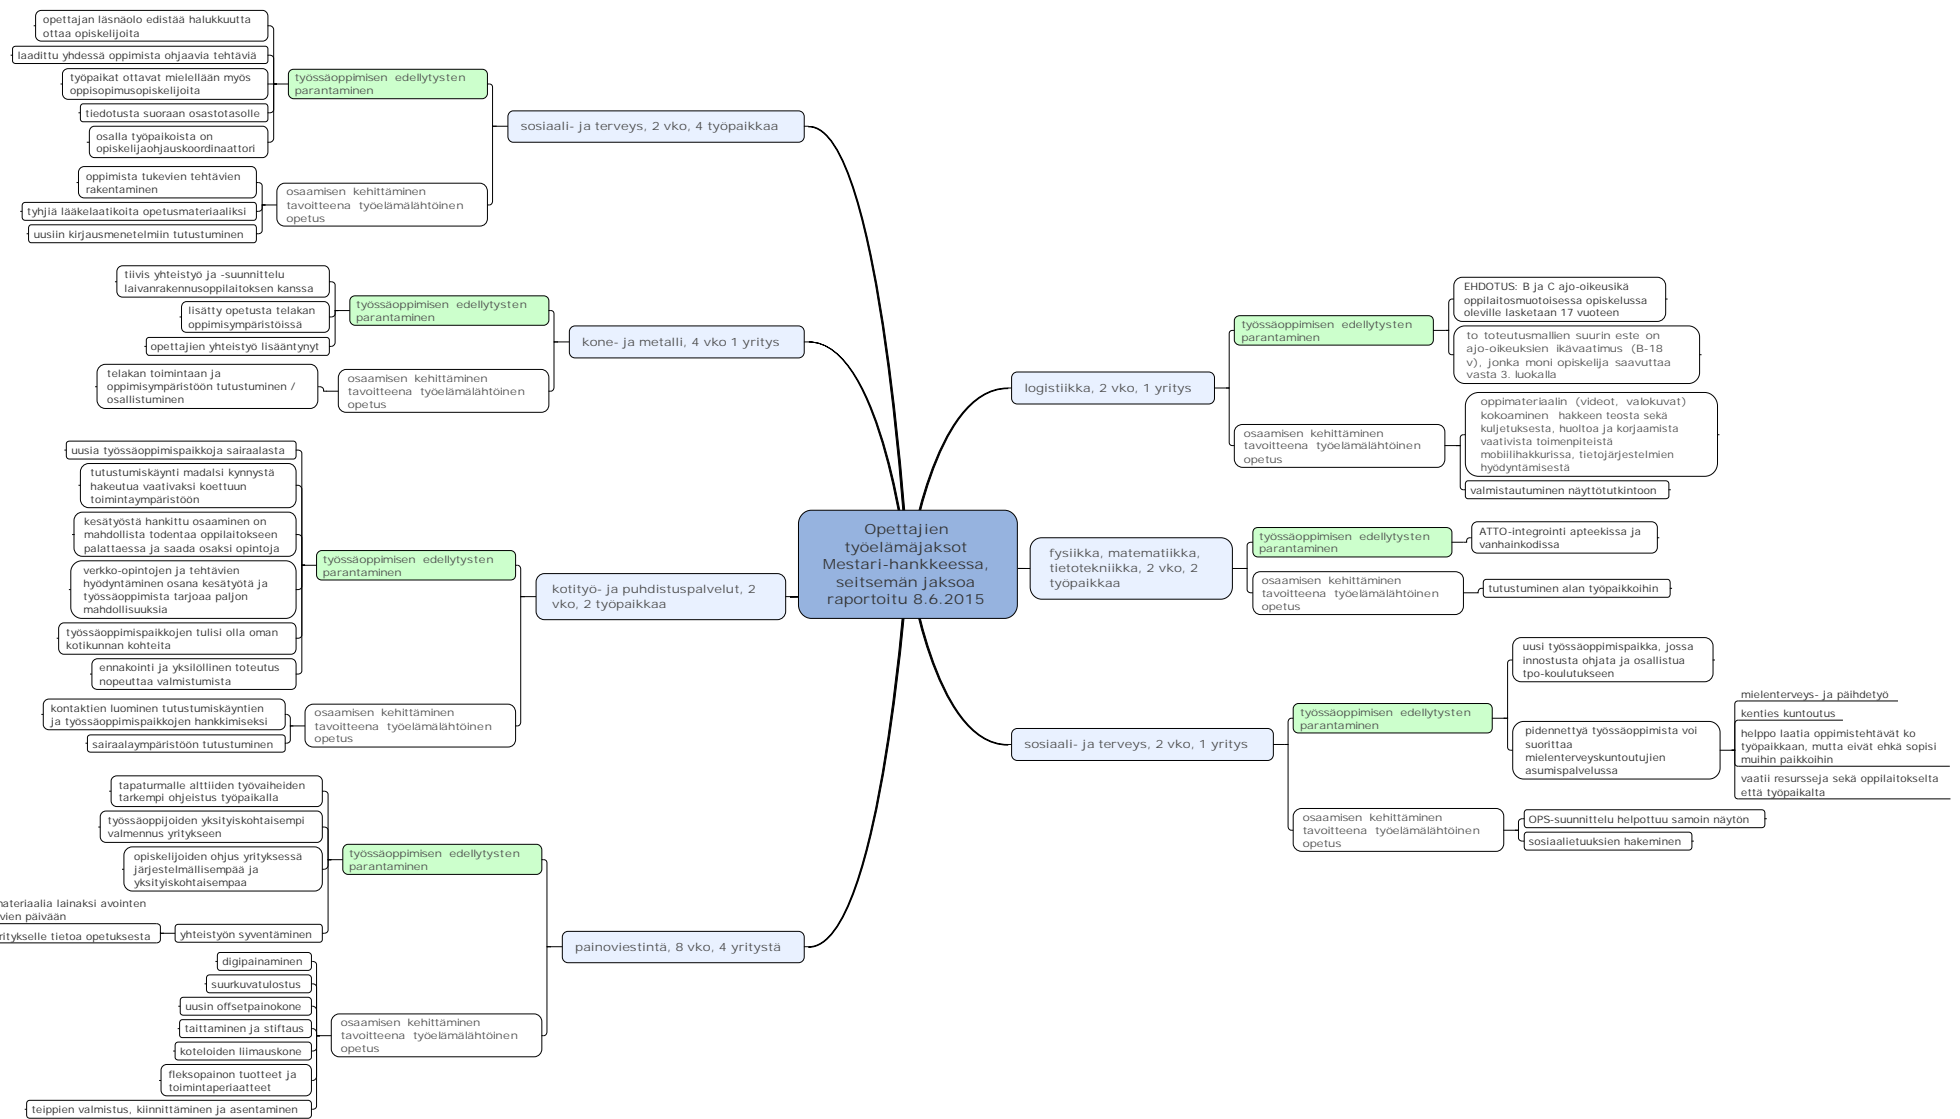 Opettajien
työelämäjaksot
Mestari-hankkeessa,
seitsemän jaksoa
raportoitu 8.6.2015
sosiaali- ja terveys, 2 vko, 4 työpaikkaa
työssäoppimisen edellytysten
parantaminen
opettajan läsnäolo edistää halukkuutta
ottaa opiskelijoita
laadittu yhdessä oppimista ohjaavia tehtäviä
työpaikat ottavat mielellään myös
oppisopimusopiskelijoita
tiedotusta suoraan osastotasolle
osalla työpaikoista on
opiskelijaohjauskoordinaattori
osaamisen kehittäminen
tavoitteena työelämälähtöinen
opetus
oppimista tukevien tehtävien
rakentaminen
tyhjiä lääkelaatikoita opetusmateriaaliksi
uusiin kirjausmenetelmiin tutustuminen
kone- ja metalli, 4 vko 1 yritys
työssäoppimisen edellytysten
parantaminen
tiivis yhteistyö ja -suunnittelu
laivanrakennusoppilaitoksen kanssa
lisätty opetusta telakan
oppimisympäristöissä
opettajien yhteistyö lisääntynyt
osaamisen kehittäminen
tavoitteena työelämälähtöinen
opetus
telakan toimintaan ja
oppimisympäristöön tutustuminen /
osallistuminen
kotityö- ja puhdistuspalvelut, 2
vko, 2 työpaikkaa
työssäoppimisen edellytysten
parantaminen
uusia työssäoppimispaikkoja sairaalasta
tutustumiskäynti madalsi kynnystä
hakeutua vaativaksi koettuun
toimintaympäristöön
kesätyöstä hankittu osaaminen on
mahdollista todentaa oppilaitokseen
palattaessa ja saada osaksi opintoja
verkko-opintojen ja tehtävien
hyödyntäminen osana kesätyötä ja
työssäoppimista tarjoaa paljon
mahdollisuuksia
työssäoppimispaikkojen tulisi olla oman
kotikunnan kohteita
ennakointi ja yksilöllinen toteutus
nopeuttaa valmistumista
osaamisen kehittäminen
tavoitteena työelämälähtöinen
opetus
kontaktien luominen tutustumiskäyntien
ja työssäoppimispaikkojen hankkimiseksi
sairaalaympäristöön tutustuminen
painoviestintä, 8 vko, 4 yritystä
työssäoppimisen edellytysten
parantaminen
tapaturmalle alttiiden työvaiheiden
tarkempi ohjeistus työpaikalla
työssäoppijoiden yksityiskohtaisempi
valmennus yritykseen
opiskelijoiden ohjus yrityksessä
järjestelmällisempää ja
yksityiskohtaisempaa
yhteistyön syventäminen
lainaksi avointen
päivään
tietoa opetuksesta
osaamisen kehittäminen
tavoitteena työelämälähtöinen
opetus
digipainaminen
suurkuvatulostus
uusin offsetpainokone
taittaminen ja stiftaus
koteloiden liimauskone
fleksopainon tuotteet ja
toimintaperiaatteet
teippien valmistus, kiinnittäminen ja asentaminen
logistiikka, 2 vko, 1 yritys
työssäoppimisen edellytysten
parantaminen
EHDOTUS: B ja C ajo-oikeusikä
oppilaitosmuotoisessa opiskelussa
oleville lasketaan 17 vuoteen
to toteutusmallien suurin este on
ajo-oikeuksien ikävaatimus (B-18
v), jonka moni opiskelija saavuttaa
vasta 3. luokalla
osaamisen kehittäminen
tavoitteena työelämälähtöinen
opetus
oppimateriaalin (videot, valokuvat)
kokoaminen hakkeen teosta sekä
kuljetuksesta, huoltoa ja korjaamista
vaativista toimenpiteistä
mobiilihakkurissa, tietojärjestelmien
hyödyntämisestä
valmistautuminen näyttötutkintoon
fysiikka, matematiikka,
tietotekniikka, 2 vko, 2
työpaikkaa
työssäoppimisen edellytysten
parantaminen
ATTO-integrointi apteekissa ja
vanhainkodissa
osaamisen kehittäminen
tavoitteena työelämälähtöinen
opetus
tutustuminen alan työpaikkoihin
sosiaali- ja terveys, 2 vko, 1 yritys
työssäoppimisen edellytysten
parantaminen
uusi työssäoppimispaikka, jossa
innostusta ohjata ja osallistua
tpo-koulutukseen
pidennettyä työssäoppimista voi
suorittaa
mielenterveyskuntoutujien
asumispalvelussa
mielenterveys- ja päihdetyö
kenties kuntoutus
helppo laatia oppimistehtävät ko
työpaikkaan, mutta eivät ehkä sopisi
muihin paikkoihin
vaatii resursseja sekä oppilaitokselta
että työpaikalta
osaamisen kehittäminen
tavoitteena työelämälähtöinen
opetus
OPS-suunnittelu helpottuu samoin näytön
sosiaalietuuksien hakeminen